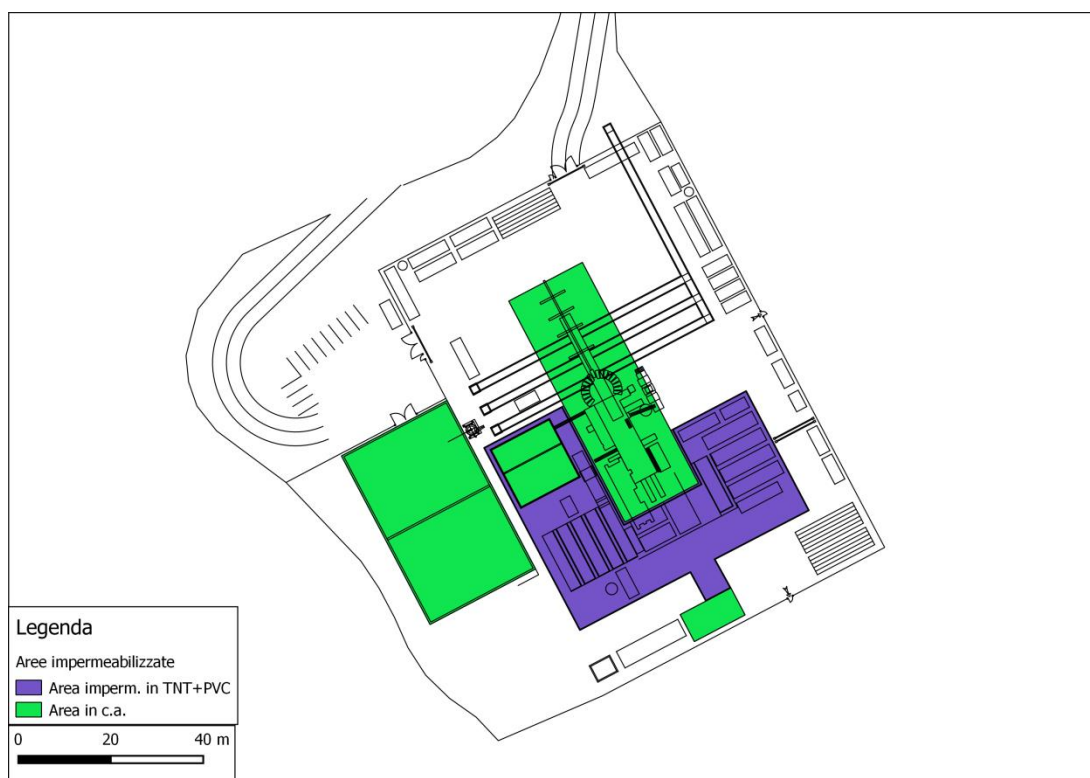 Legenda
Aree impermeabilizzate
Area imperm. in TNT+PVC
Area in c.a.
0 20 40 m